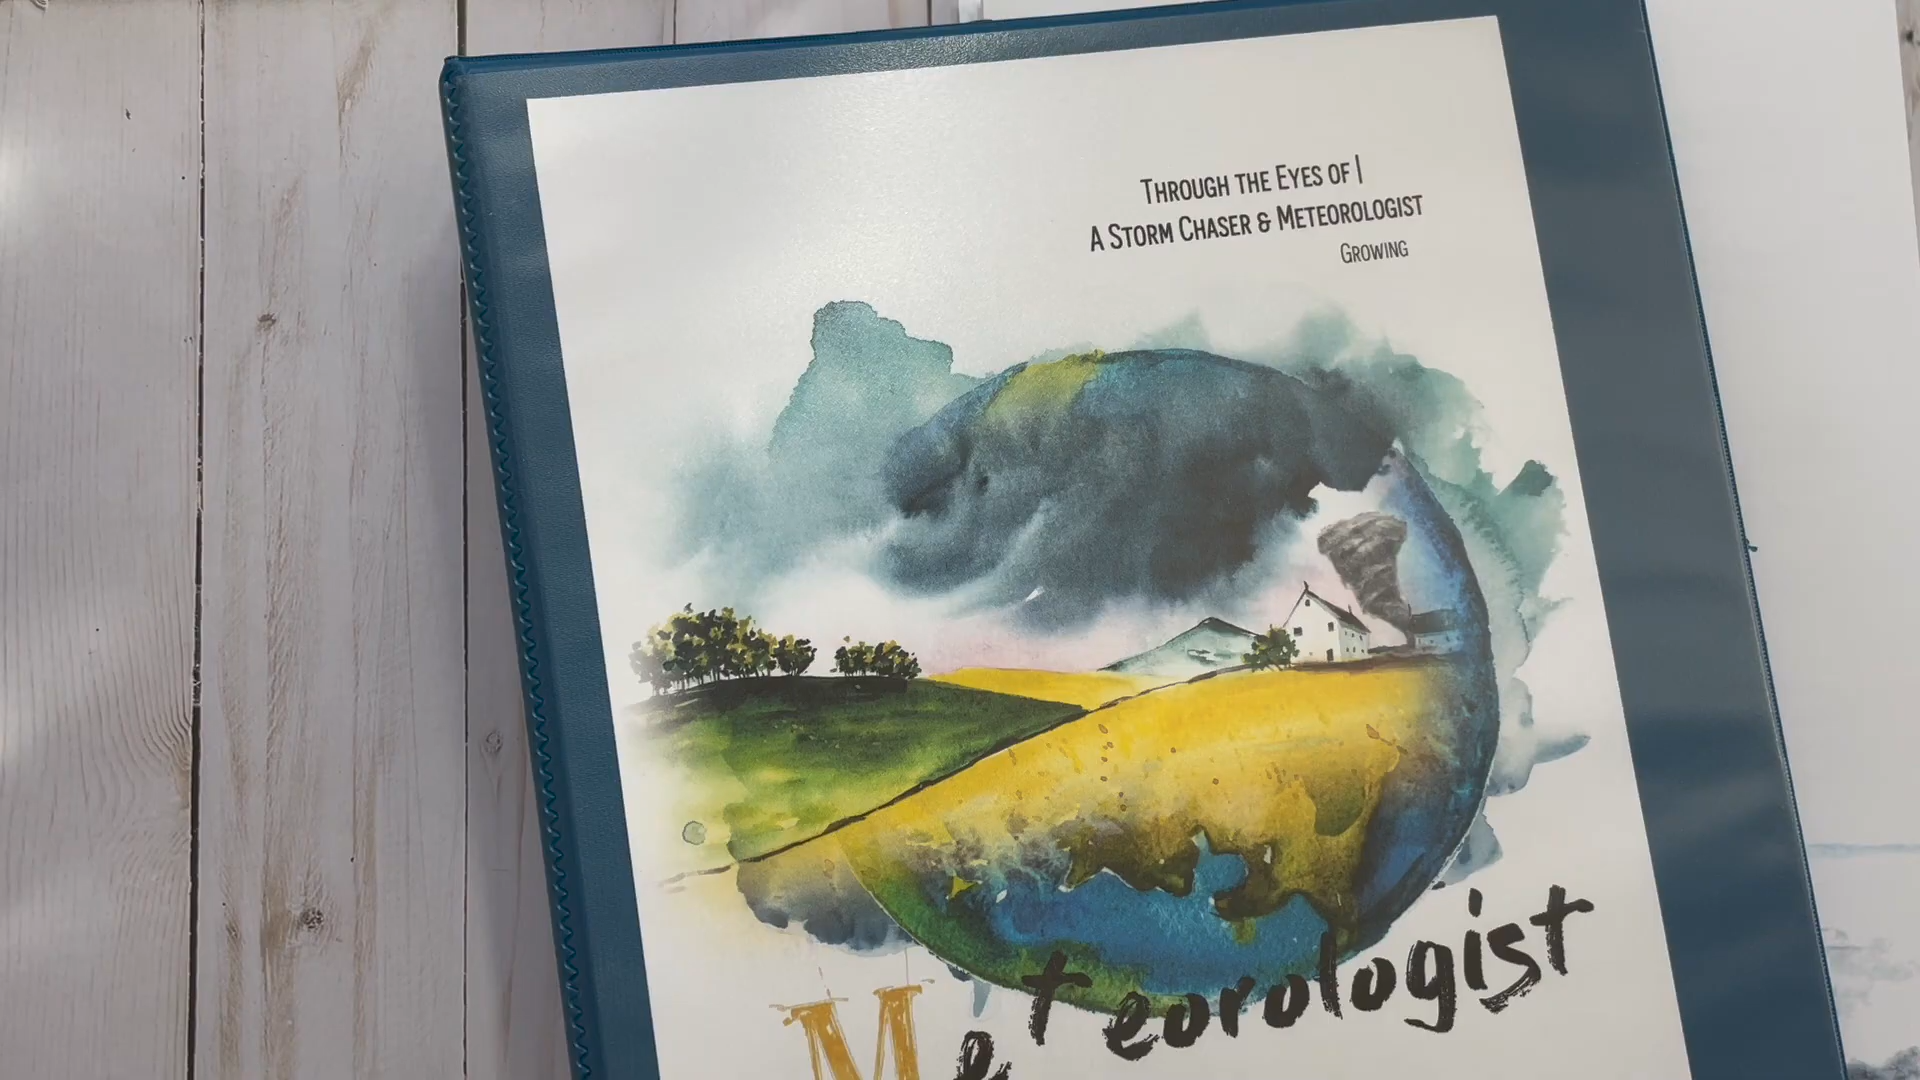 Through the Eyes of |
A Storm Chaser & Meteorologist
Growing
Meteorologist